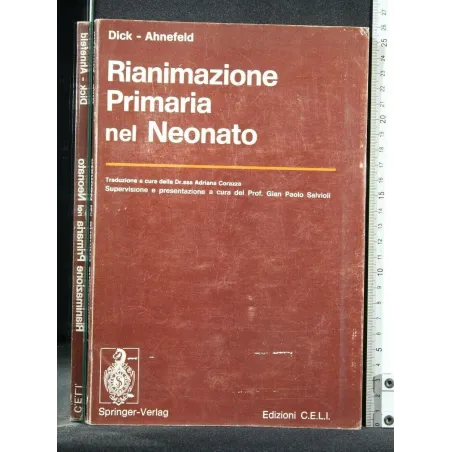 Dick - Ahnefeld
Rianimazione
Primaria
nel Neonato
Traduzione a cura della Dr.ssa Adriana Corazza
Supervisione e presentazione a cura del Prof. Gian Paolo Salvioli
Springer-Verlag
Edizioni C.E.L.I.
Dick - Ahnefeld
Rianimazione Primaria nel Neonato
C.E.L.I.